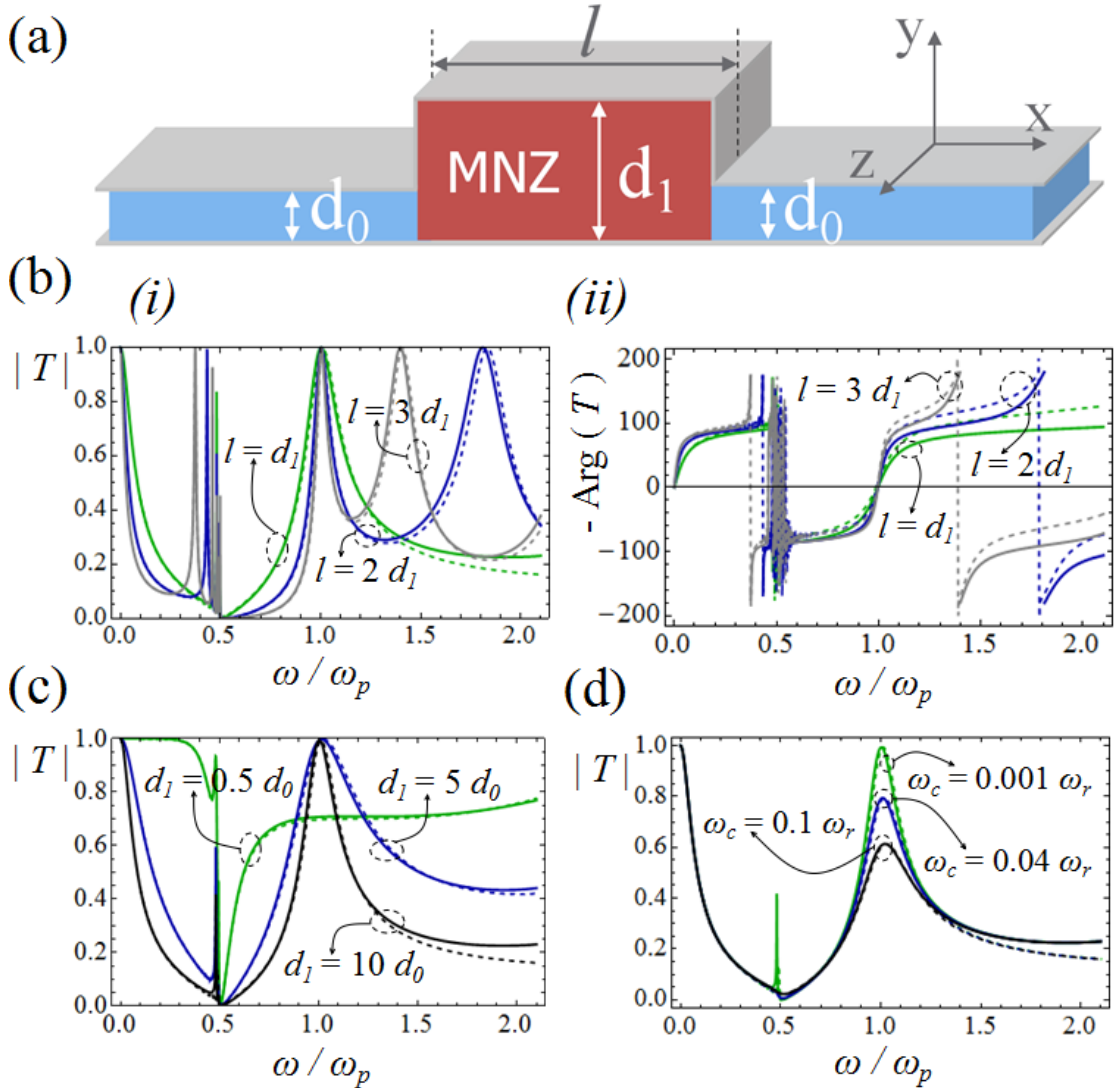 (a)
l
y
x
z
MNZ
d1
d0
d0
(b)
(i)
(ii)
| T |
1.0
0.8
0.6
0.4
0.2
0.0
l = d1
l = 3 d1
l = 2 d1
0.0 0.5 1.0 1.5 2.0
ω / ωp
- Arg ( T )
200
100
0
−100
−200
l = 3 d1
l = 2 d1
l = d1
0.0 0.5 1.0 1.5 2.0
ω / ωp
(c)
| T |
1.0
0.8
0.6
0.4
0.2
0.0
d1 = 0.5 d0
d1 = 5 d0
d1 = 10 d0
0.0 0.5 1.0 1.5 2.0
ω / ωp
(d)
| T |
1.0
0.8
0.6
0.4
0.2
0.0
ωc = 0.001 ωr
ωc = 0.1 ωr
ωc = 0.04 ωr
0.0 0.5 1.0 1.5 2.0
ω / ωp